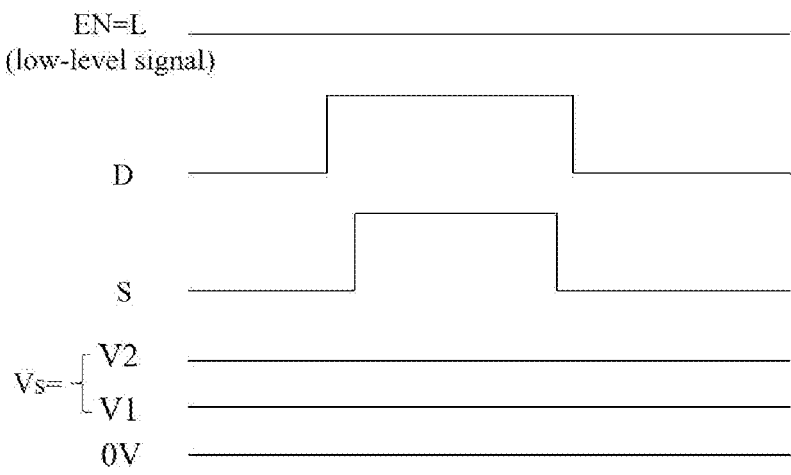 EN=L
(low-level signal)
D
S
V2
Vs=
V1
0V